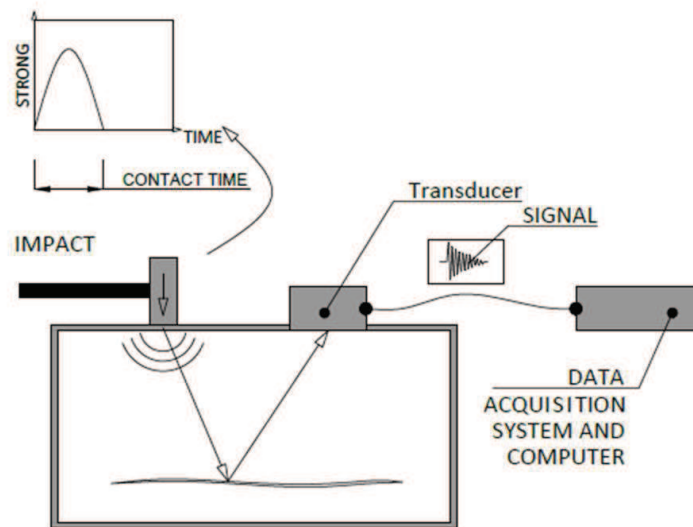 STRONG
TIME
CONTACT TIME
Transducer
SIGNAL
IMPACT
DATA
ACQUISITION
SYSTEM AND
COMPUTER